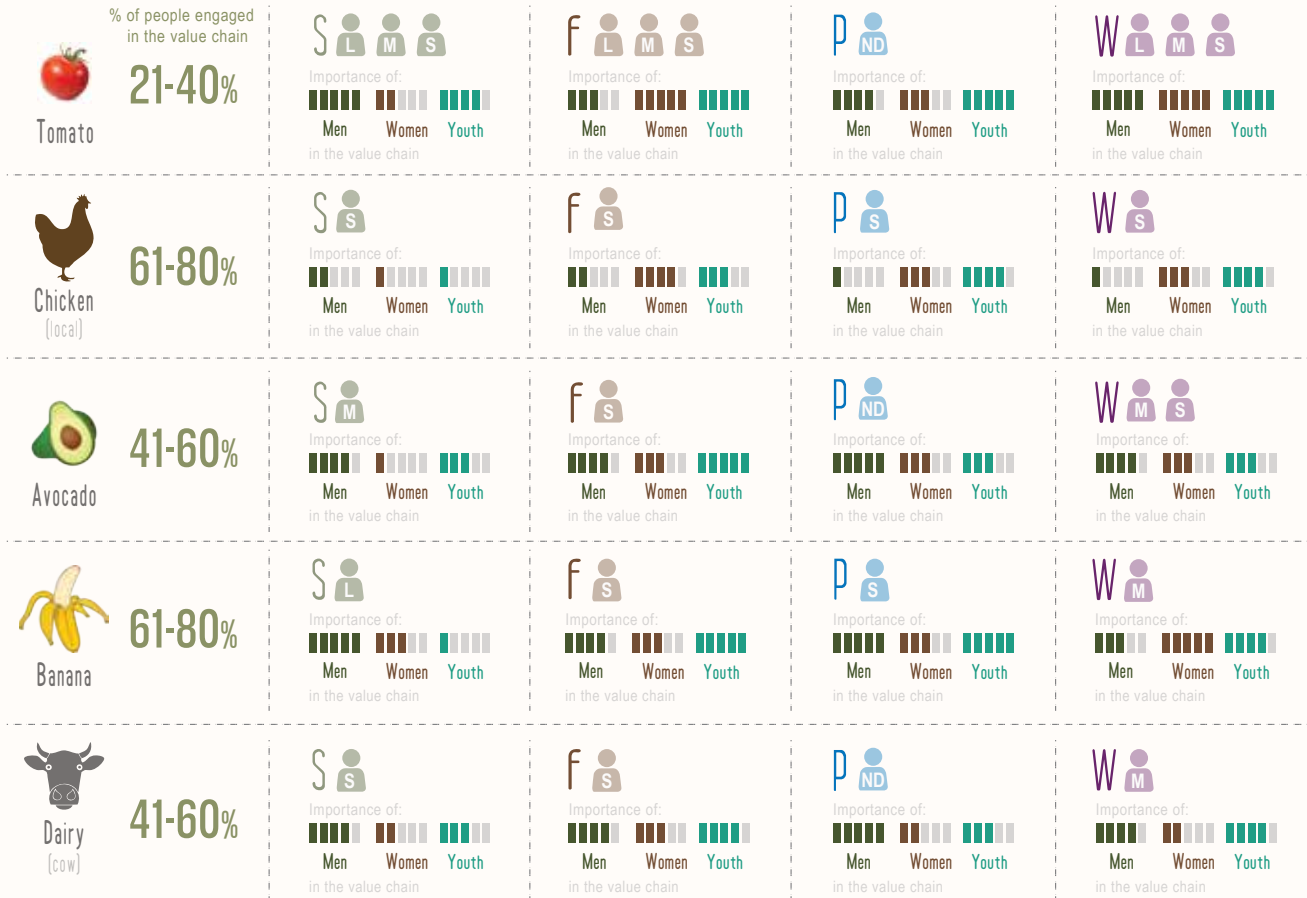 % of people engaged
in the value chain
21-40%
Tomato
S L M S
Importance of:
Men Women Youth
in the value chain
F L M S
Importance of:
Men Women Youth
in the value chain
P ND
Importance of:
Men Women Youth
in the value chain
W L M S
Importance of:
Men Women Youth
in the value chain
61-80%
Chicken
(local)
S S
Importance of:
Men Women Youth
in the value chain
F S
Importance of:
Men Women Youth
in the value chain
P S
Importance of:
Men Women Youth
in the value chain
W S
Importance of:
Men Women Youth
in the value chain
41-60%
Avocado
S M
Importance of:
Men Women Youth
in the value chain
F S
Importance of:
Men Women Youth
in the value chain
P ND
Importance of:
Men Women Youth
in the value chain
W M S
Importance of:
Men Women Youth
in the value chain
61-80%
Banana
S L
Importance of:
Men Women Youth
in the value chain
F S
Importance of:
Men Women Youth
in the value chain
P S
Importance of:
Men Women Youth
in the value chain
W M
Importance of:
Men Women Youth
in the value chain
41-60%
Dairy
(cow)
S S
Importance of:
Men Women Youth
in the value chain
F S
Importance of:
Men Women Youth
in the value chain
P ND
Importance of:
Men Women Youth
in the value chain
W M
Importance of:
Men Women Youth
in the value chain